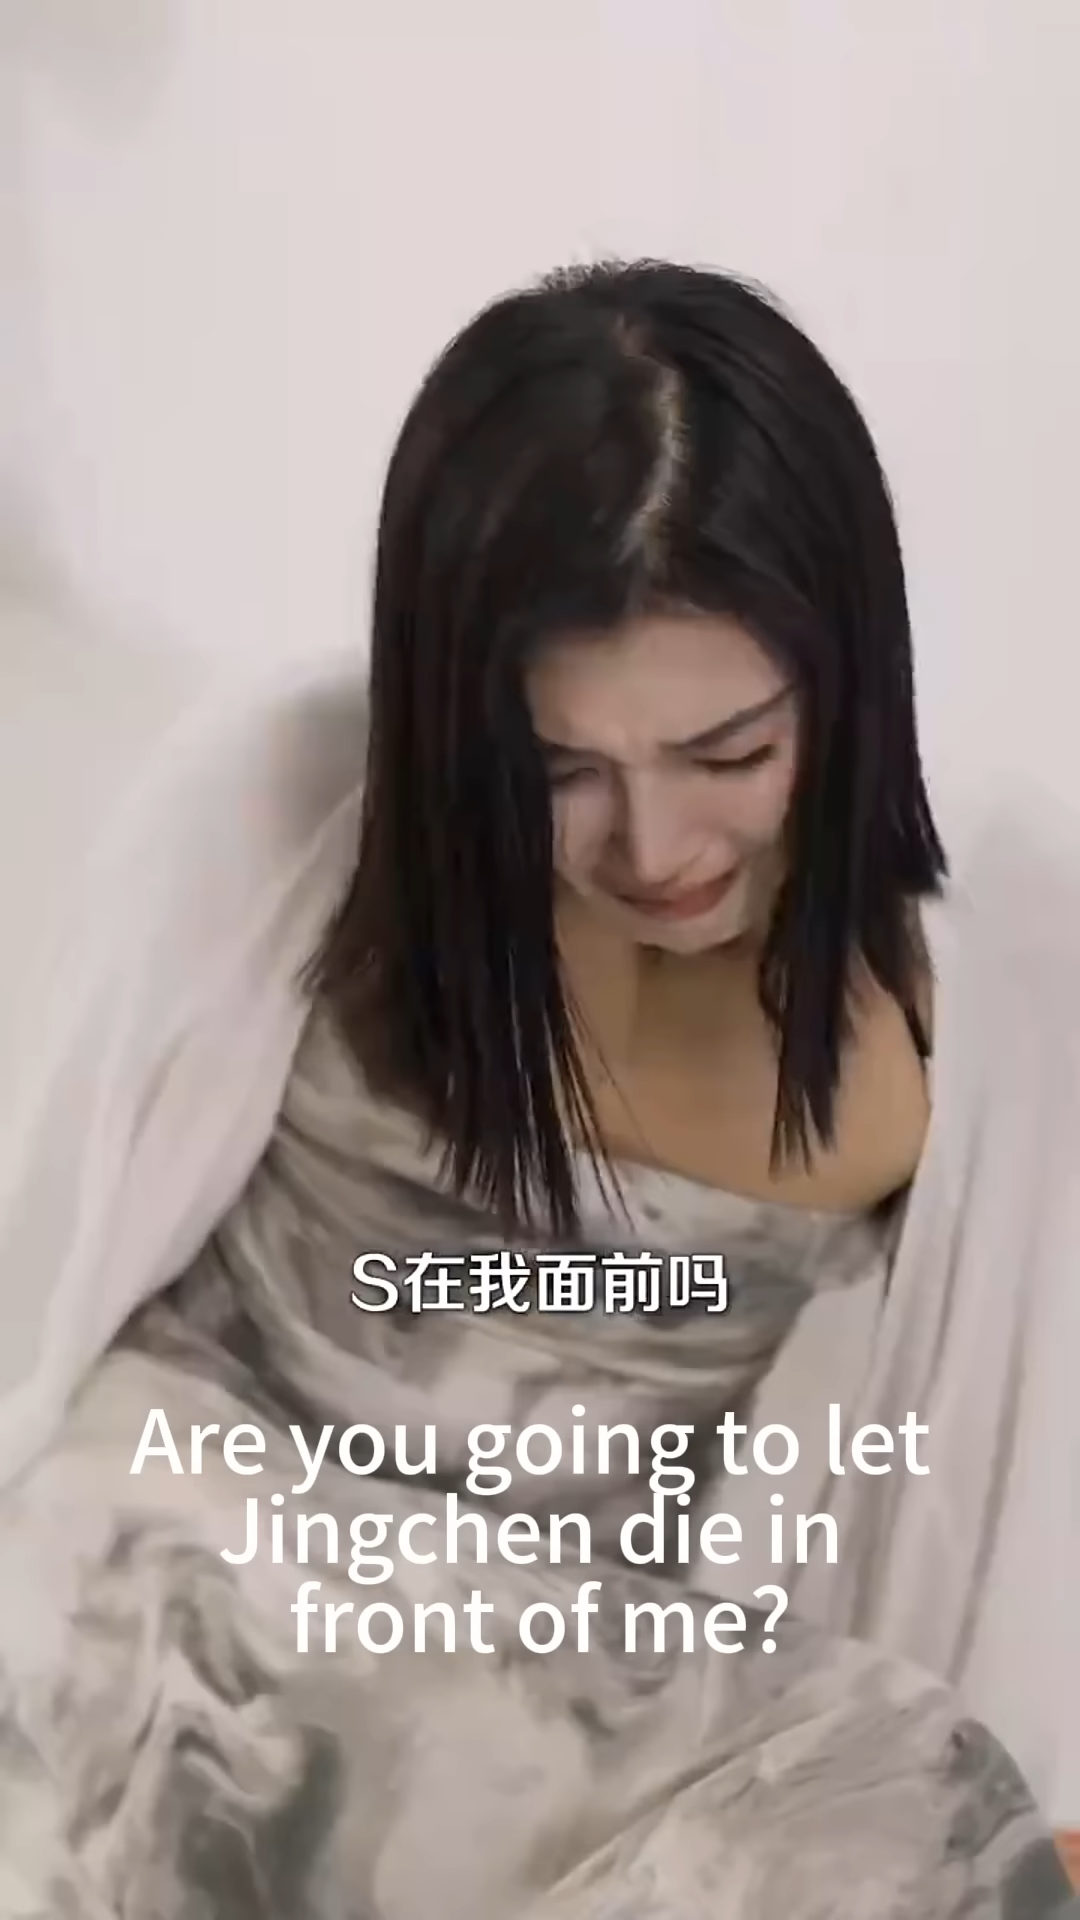 S在我面前吗
Are you going to let
Jingchen die in
front of me?